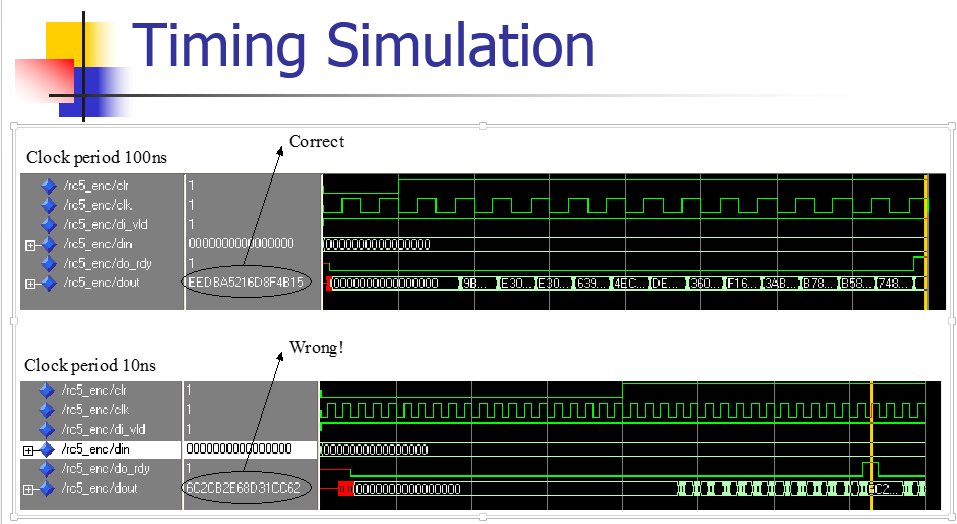 Timing Simulation
Correct
Clock period 100ns
/rc5_enc/clr 1
/rc5_enc/clk 1
/rc5_enc/di_vld 1
/rc5_enc/din 0000000000000000 0000000000000000
/rc5_enc/do_rdy 1
/rc5_enc/dout EEDBA5216D8F4B15 0000000000000000 9B... E30... E30... 639... 4EC... DE... 360... F16... 3AB... B78... B58... 748...
Wrong!
Clock period 10ns
/rc5_enc/clr 1
/rc5_enc/clk 1
/rc5_enc/di_vld 1
/rc5_enc/din 0000000000000000 0000000000000000
/rc5_enc/do_rdy 1
/rc5_enc/dout 6C2CB2E68D31CC62 0000000000000000